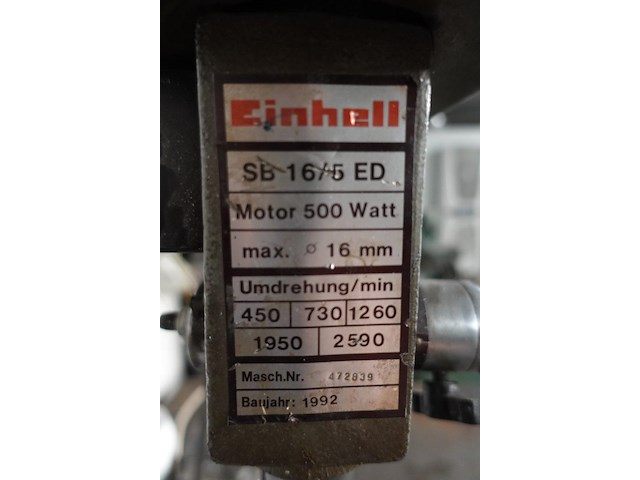 Einhell
SB 16/5 ED
Motor 500 Watt
max. ⌀ 16 mm
Umdrehung/min
450 730 1260
1950 2590
Masch.Nr. 472839
Baujahr: 1992